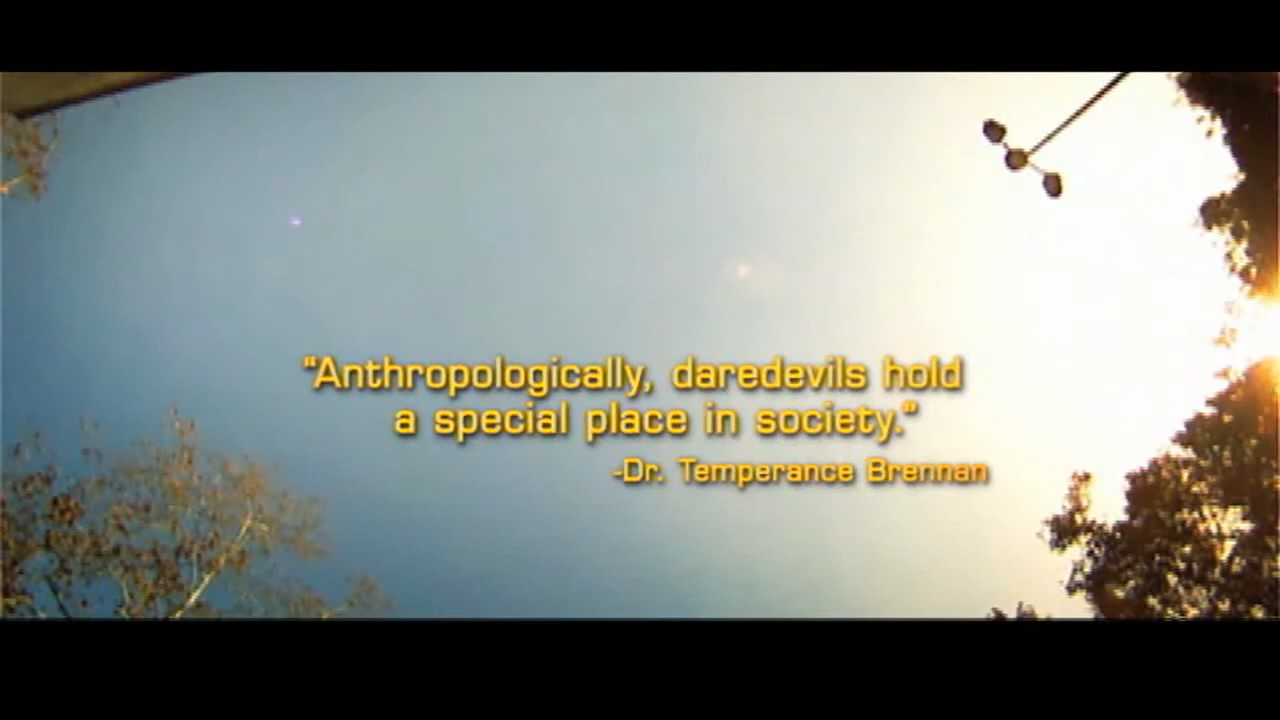 “Anthropologically, daredevils hold
a special place in society.”
-Dr. Temperance Brennan